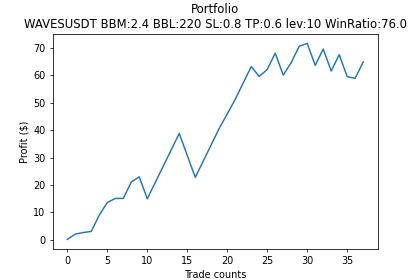 Portfolio
WAVESUSDT BBM:2.4 BBL:220 SL:0.8 TP:0.6 lev:10 WinRatio:76.0
70
60
50
40
30
20
10
0
Profit ($)
0 5 10 15 20 25 30 35
Trade counts